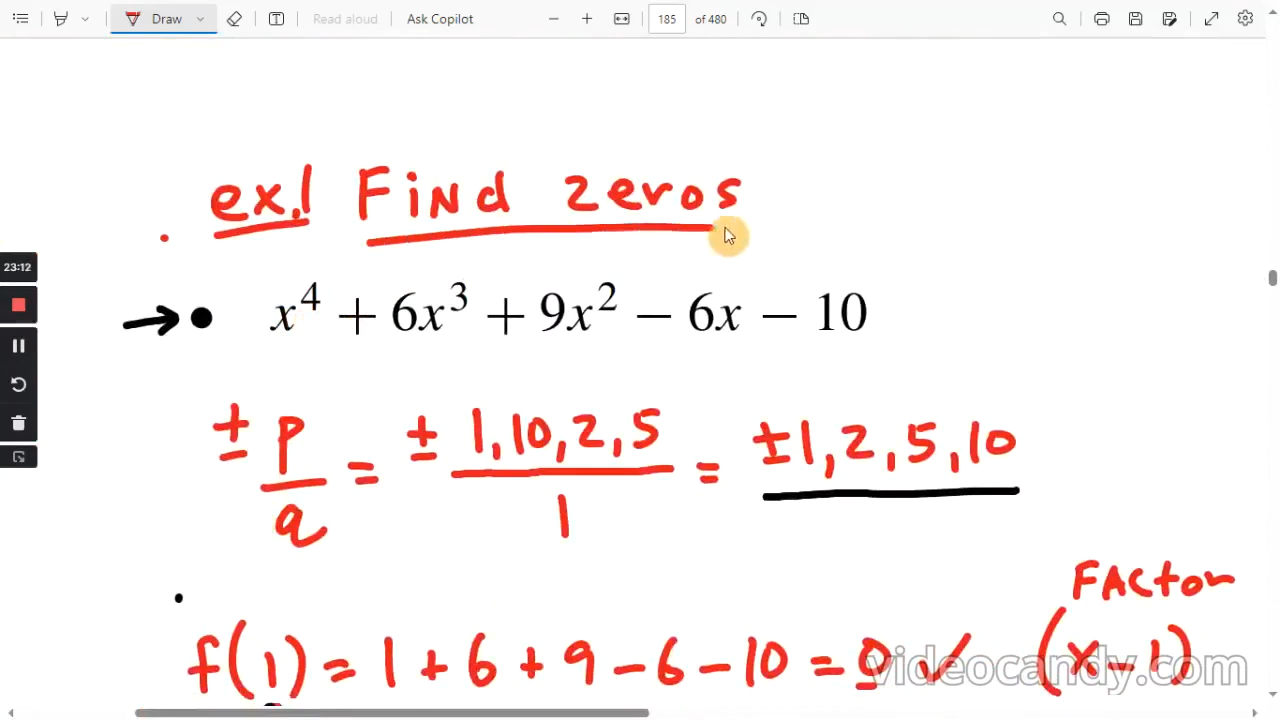 Draw Read aloud Ask Copilot 185 of 480
ex.1 Find zeros
23:12
→ • x⁴ + 6x³ + 9x² − 6x − 10
± p/q = ± 1,10,2,5/1 = ±1,2,5,10
FACtor
f(1) = 1 + 6 + 9 − 6 − 10 = 0 ✓ (x−1)
videocandy.com